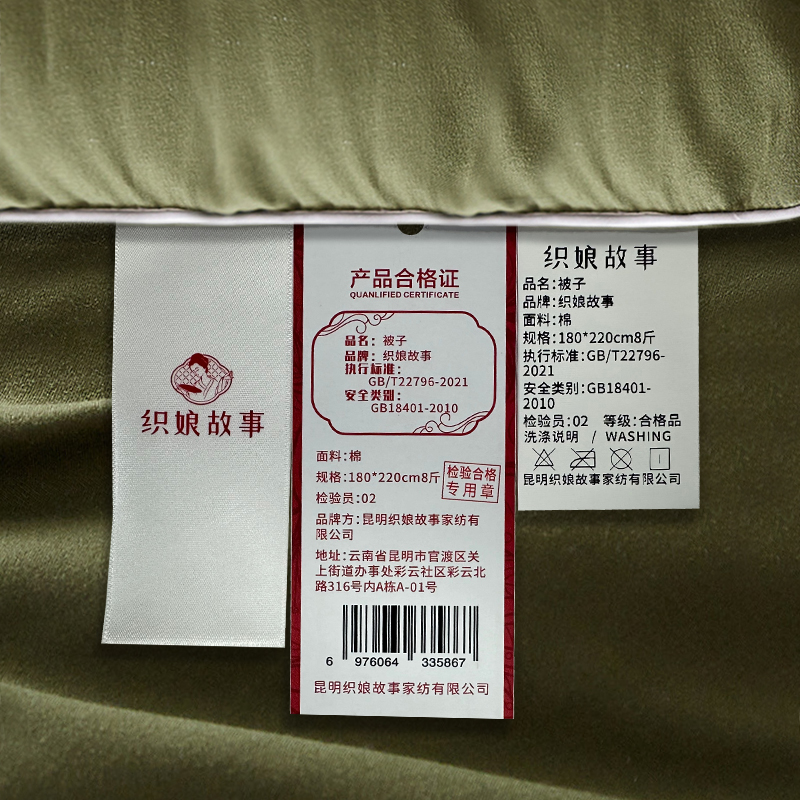 织娘故事
产品合格证
QUANLIFIED CERTIFICATE
品名：被子
品牌：织娘故事
执行标准：
GB/T22796-2021
安全类别：
GB18401-2010
面料：棉
规格：180*220cm8斤
检验员：02
检验合格
专用章
品牌方：昆明织娘故事家纺有
限公司
地址：云南省昆明市官渡区关
上街道办事处彩云社区彩云北
路316号内A栋A-01号
6 976064 335867
昆明织娘故事家纺有限公司
织娘故事
品名：被子
品牌：织娘故事
面料：棉
规格：180*220cm8斤
执行标准：GB/T22796-
2021
安全类别：GB18401-
2010
检验员：02 等级：合格品
洗涤说明 / WASHING
昆明织娘故事家纺有限公司